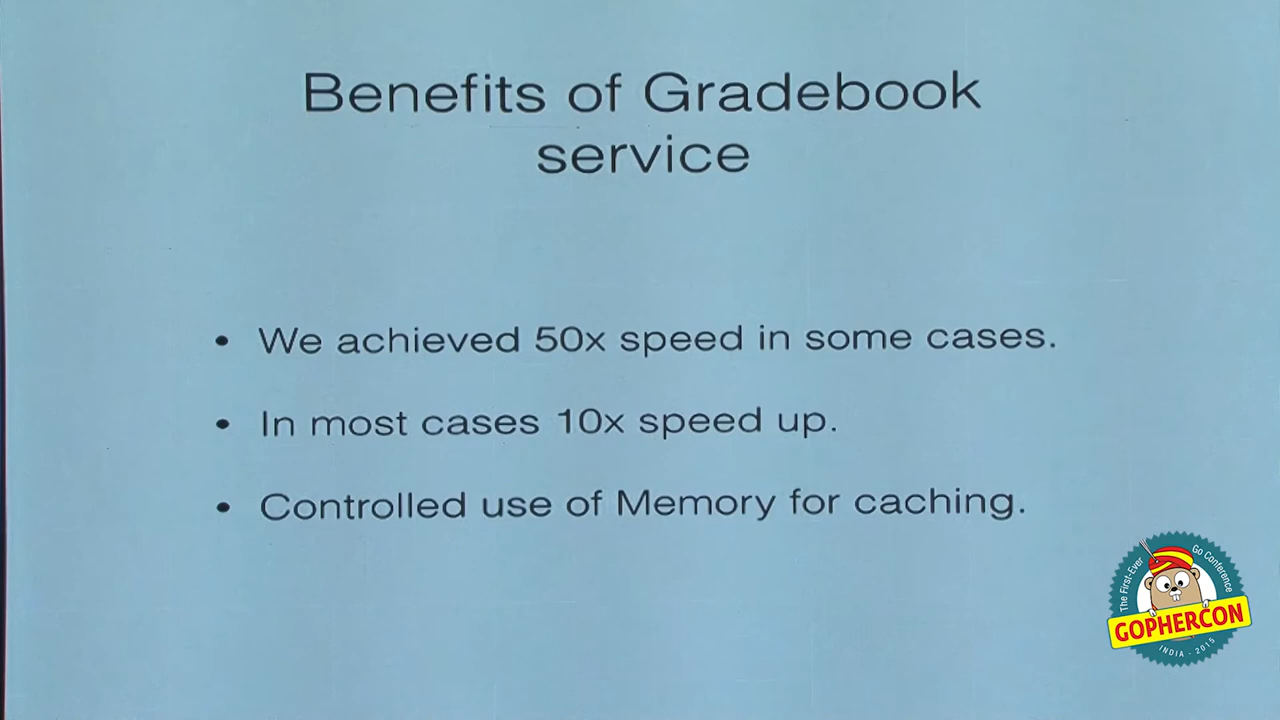 Benefits of Gradebook
service
• We achieved 50x speed in some cases.
• In most cases 10x speed up.
• Controlled use of Memory for caching.
The First-Ever Go Conference
GOPHERCON
INDIA - 2015